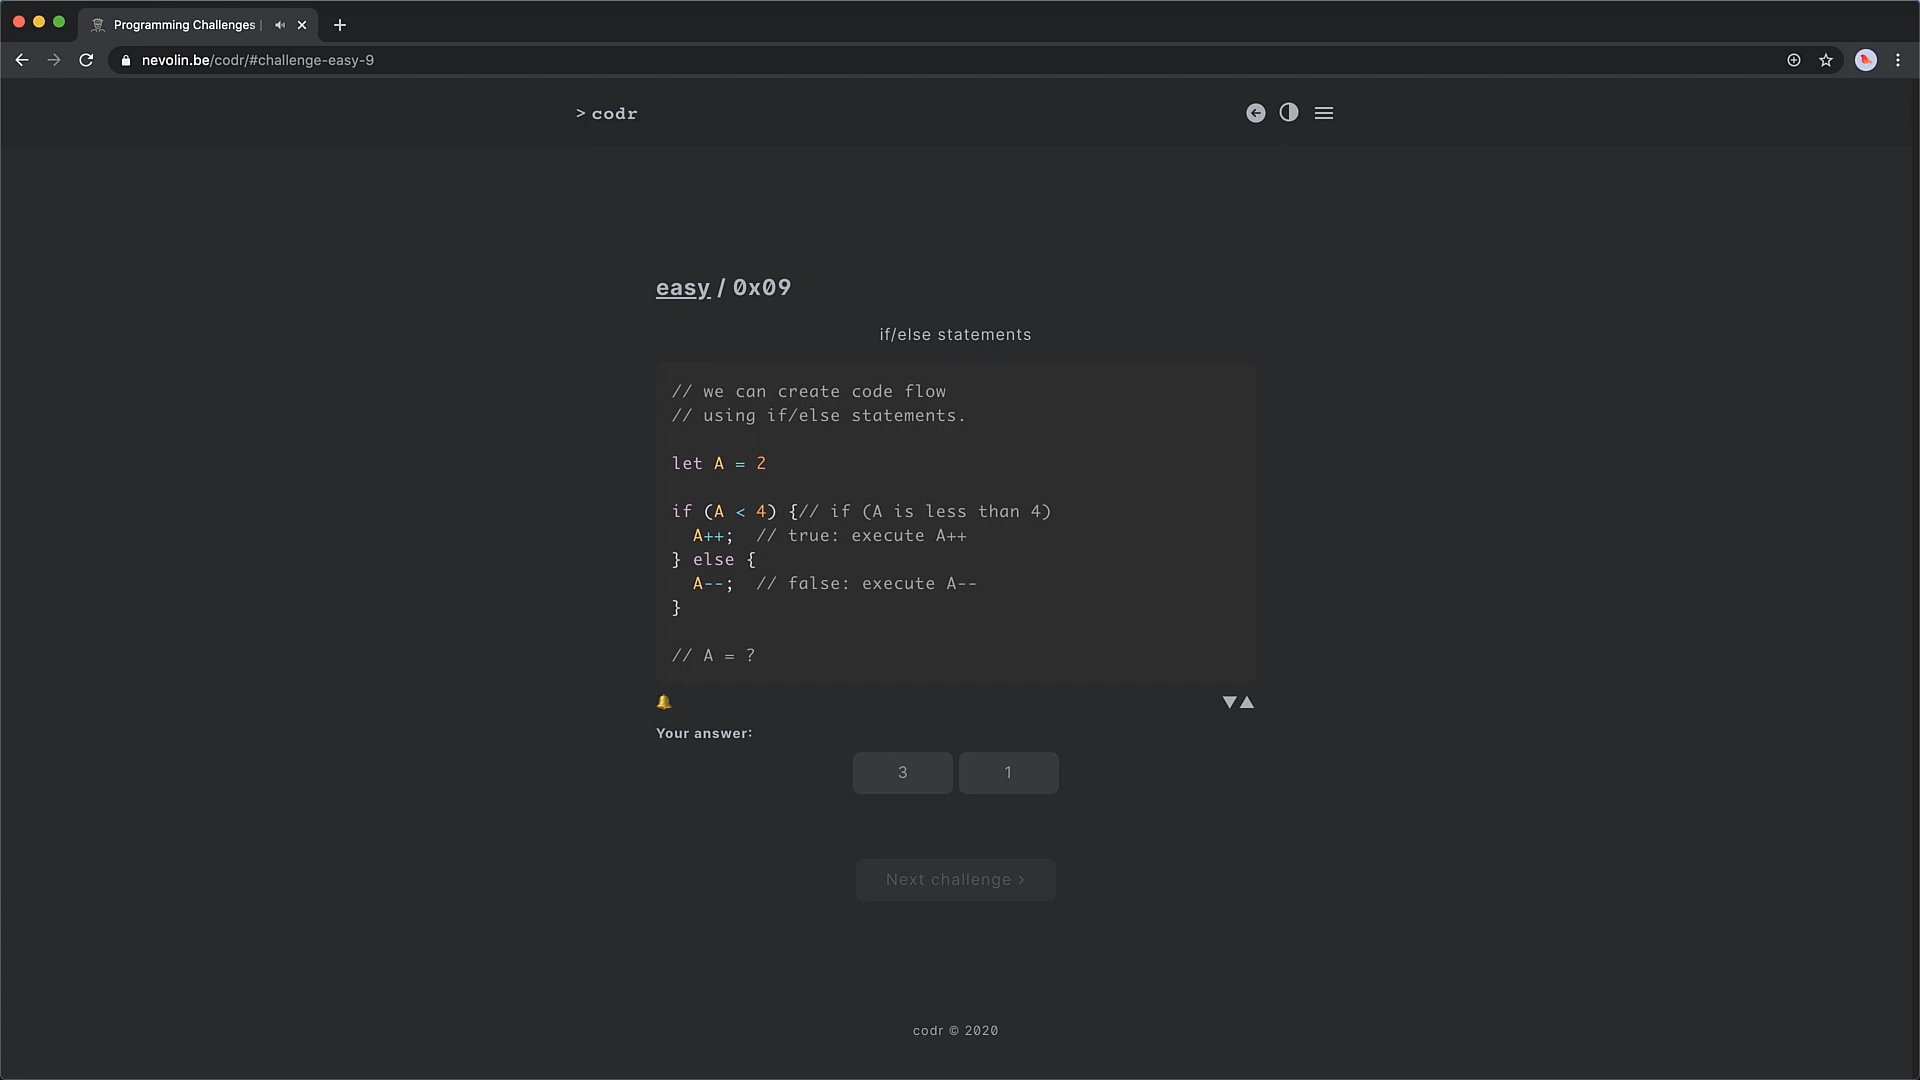 Programming Challenges |
nevolin.be/codr/#challenge-easy-9
> codr
easy / 0x09
if/else statements
// we can create code flow
// using if/else statements.
let A = 2
if (A < 4) {// if (A is less than 4)
  A++;  // true: execute A++
} else {
  A--;  // false: execute A--
}
// A = ?
Your answer:
3 1
Next challenge >
codr © 2020